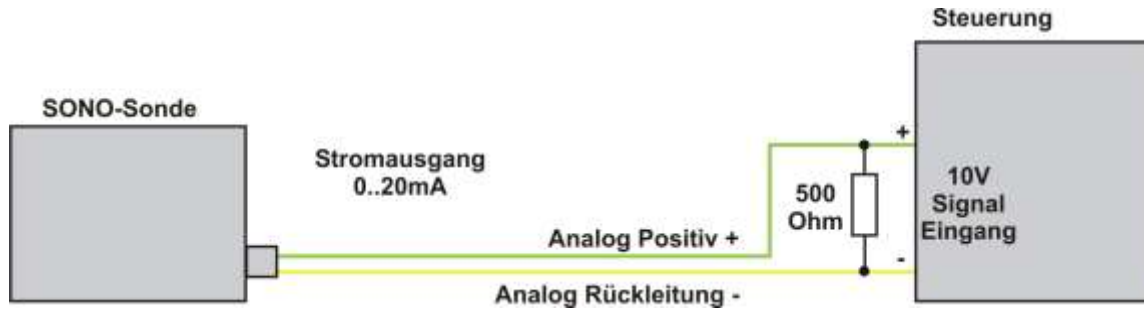 Steuerung
SONO-Sonde
Stromausgang
0..20mA
+
500
Ohm
10V
Signal
Eingang
Analog Positiv +
-
Analog Rückleitung -